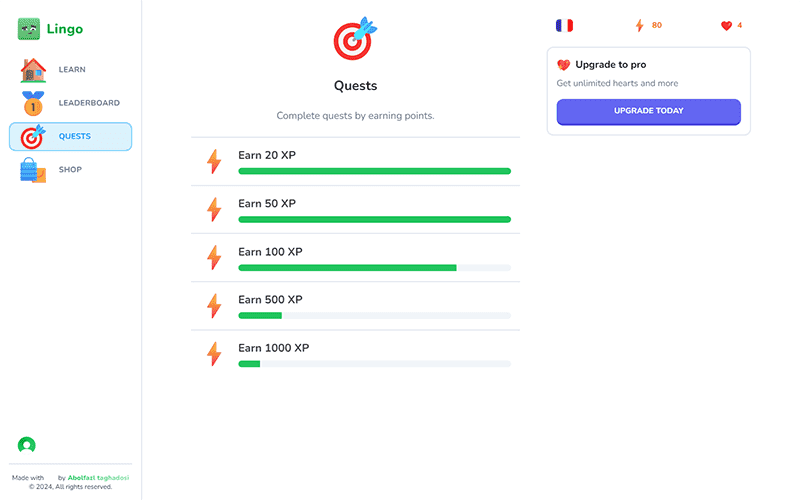 Lingo
LEARN
LEADERBOARD
1
QUESTS
SHOP
Made with by Abolfazl taghadosi
© 2024, All rights reserved.
Quests
Complete quests by earning points.
Earn 20 XP
Earn 50 XP
Earn 100 XP
Earn 500 XP
Earn 1000 XP
80
4
Upgrade to pro
Get unlimited hearts and more
UPGRADE TODAY